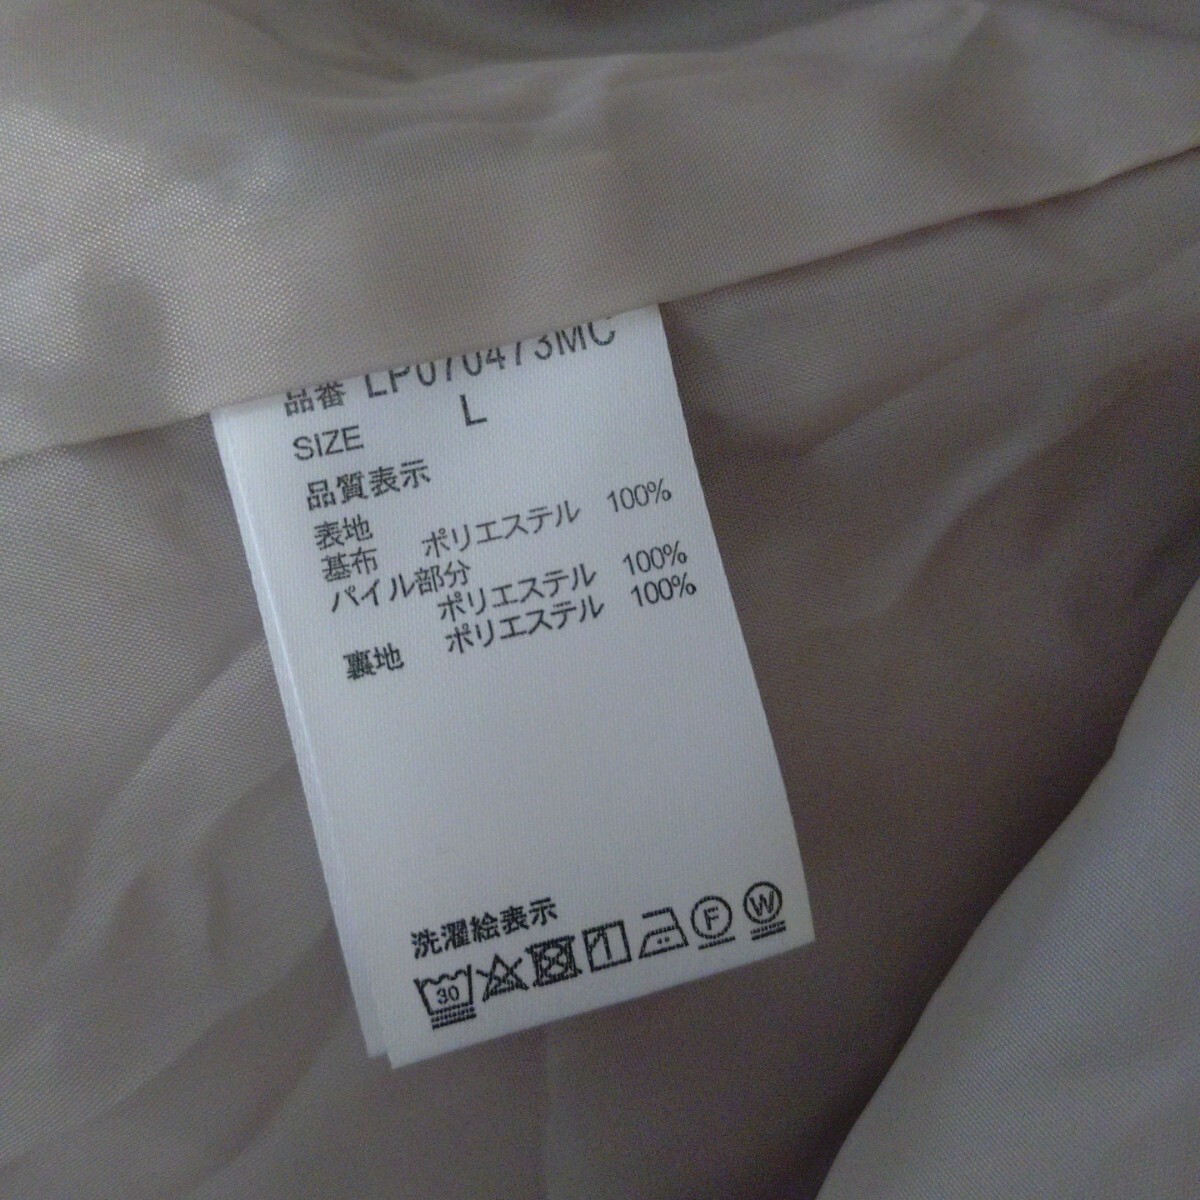 品番 LP070473MC
SIZE L
品質表示
表地
基布 ポリエステル 100%
パイル部分
ポリエステル 100%
裏地 ポリエステル 100%
洗濯絵表示
30 F W